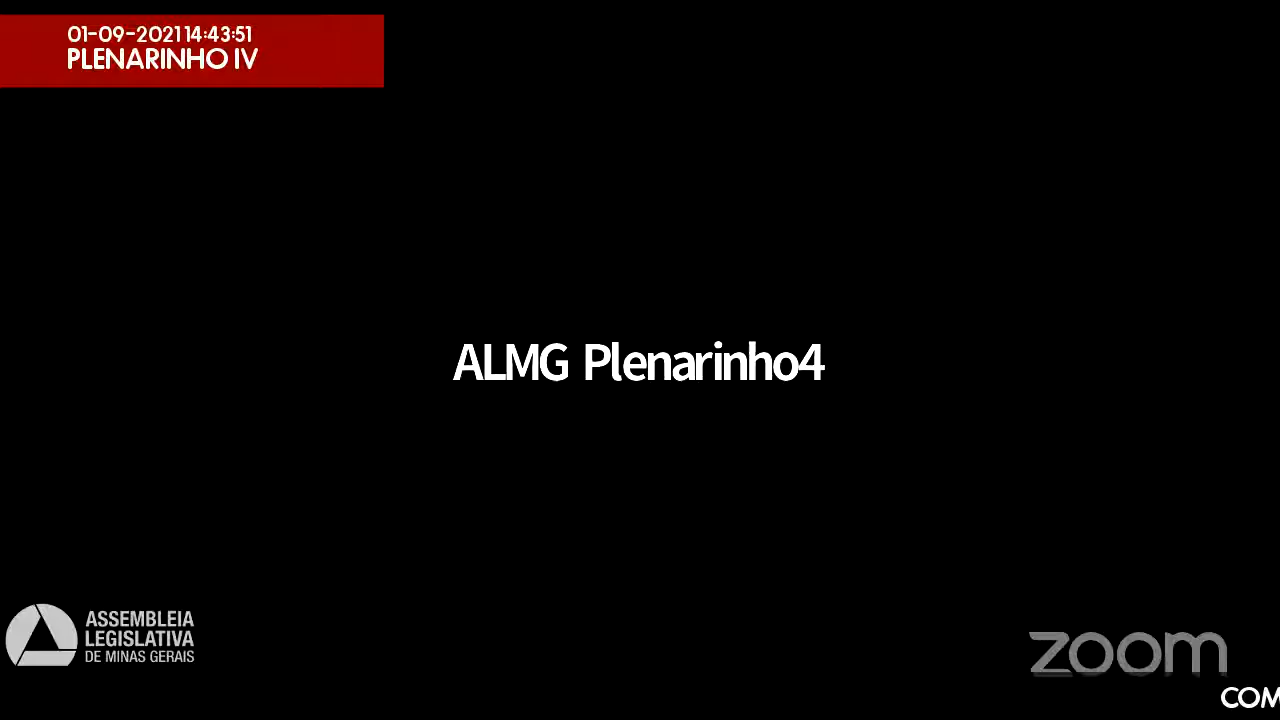 01-09-2021 14:43:51
PLENARINHO IV
ALMG Plenarinho4
ASSEMBLEIA
LEGISLATIVA
DE MINAS GERAIS
zoom
COM